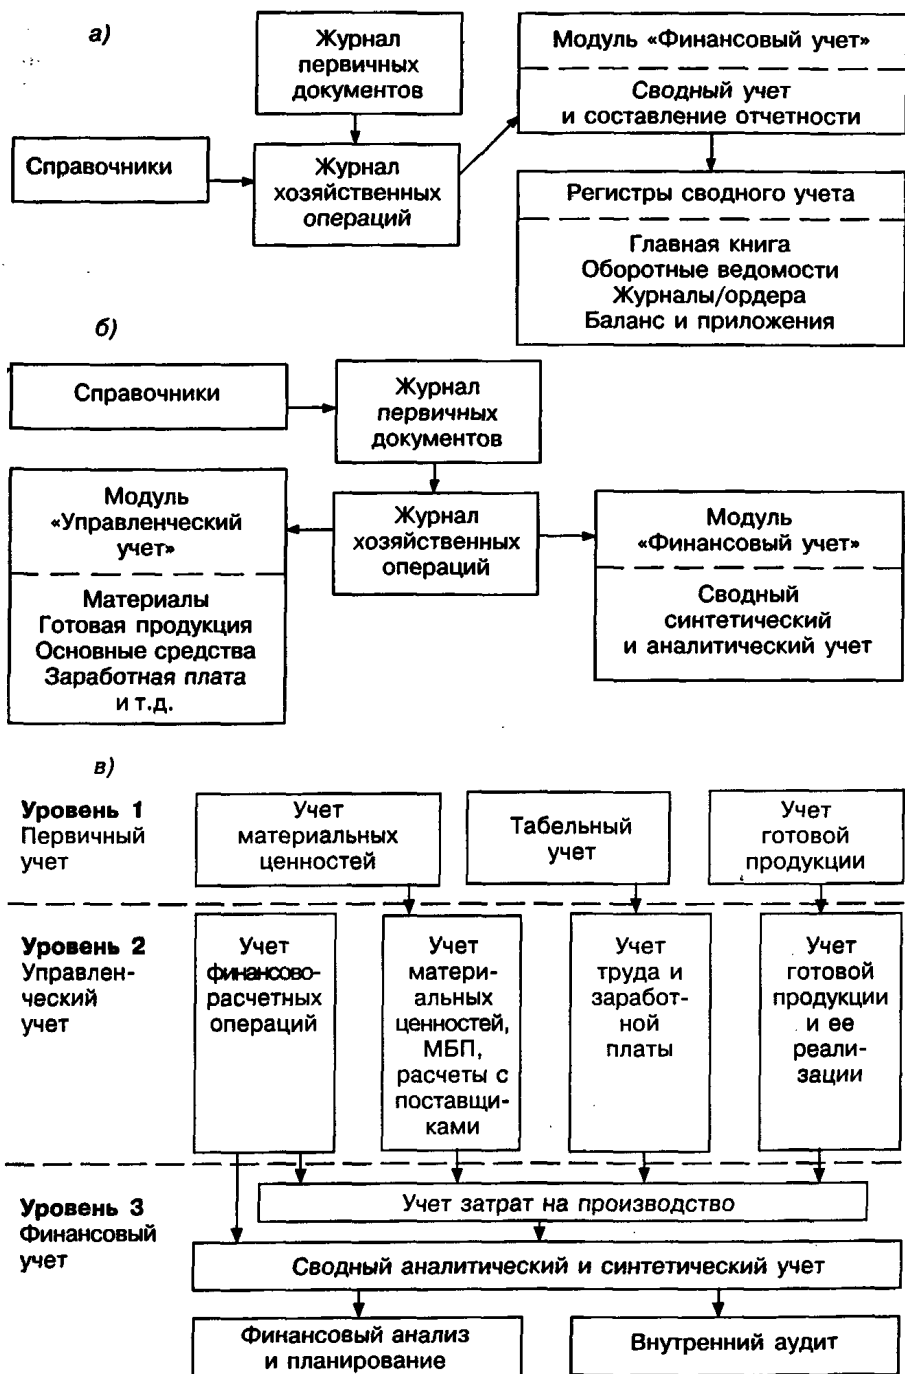 а)
Журнал
первичных
документов
Модуль «Финансовый учет»
Сводный учет
и составление отчетности
Справочники
Журнал
хозяйственных
операций
Регистры сводного учета
Главная книга
Оборотные ведомости
Журналы/ордера
Баланс и приложения
б)
Справочники
Журнал
первичных
документов
Модуль
«Управленческий
учет»
Материалы
Готовая продукция
Основные средства
Заработная плата
и т.д.
Журнал
хозяйственных
операций
Модуль
«Финансовый учет»
Сводный
синтетический
и аналитический учет
в)
Уровень 1
Первичный
учет
Учет
материальных
ценностей
Табельный
учет
Учет
готовой
продукции
Уровень 2
Управлен-
ческий
учет
Учет
финансово-
расчетных
операций
Учет
матери-
альных
ценностей,
МБП,
расчеты с
поставщи-
ками
Учет
труда и
заработ-
ной
платы
Учет
готовой
продукции
и ее
реали-
зации
Уровень 3
Финансовый
учет
Учет затрат на производство
Сводный аналитический и синтетический учет
Финансовый анализ
и планирование
Внутренний аудит